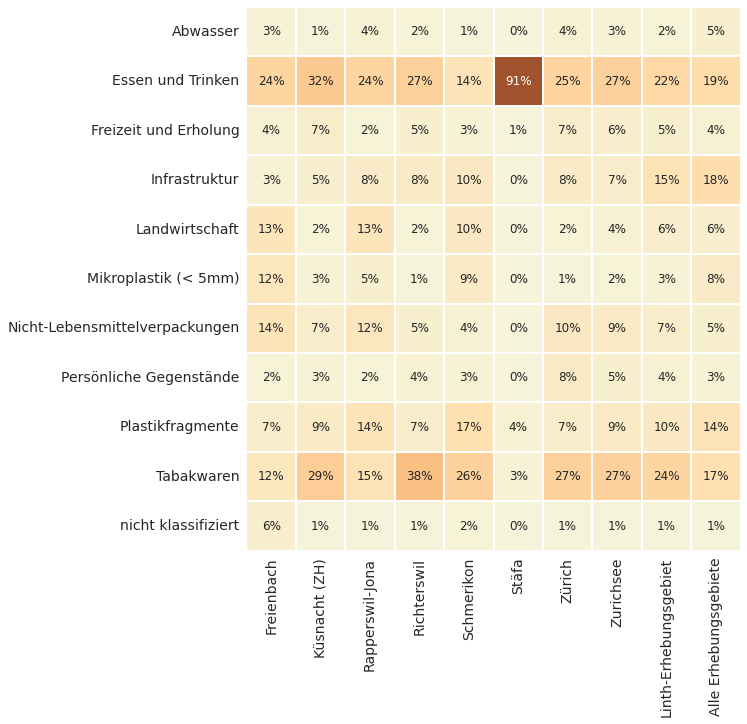 Abwasser 3% 1% 4% 2% 1% 0% 4% 3% 2% 5%
Essen und Trinken 24% 32% 24% 27% 14% 91% 25% 27% 22% 19%
Freizeit und Erholung 4% 7% 2% 5% 3% 1% 7% 6% 5% 4%
Infrastruktur 3% 5% 8% 8% 10% 0% 8% 7% 15% 18%
Landwirtschaft 13% 2% 13% 2% 10% 0% 2% 4% 6% 6%
Mikroplastik (< 5mm) 12% 3% 5% 1% 9% 0% 1% 2% 3% 8%
Nicht-Lebensmittelverpackungen 14% 7% 12% 5% 4% 0% 10% 9% 7% 5%
Persönliche Gegenstände 2% 3% 2% 4% 3% 0% 8% 5% 4% 3%
Plastikfragmente 7% 9% 14% 7% 17% 4% 7% 9% 10% 14%
Tabakwaren 12% 29% 15% 38% 26% 3% 27% 27% 24% 17%
nicht klassifiziert 6% 1% 1% 1% 2% 0% 1% 1% 1% 1%
Freienbach
Küsnacht (ZH)
Rapperswil-Jona
Richterswil
Schmerikon
Stäfa
Zürich
Zurichsee
Linth-Erhebungsgebiet
Alle Erhebungsgebiete